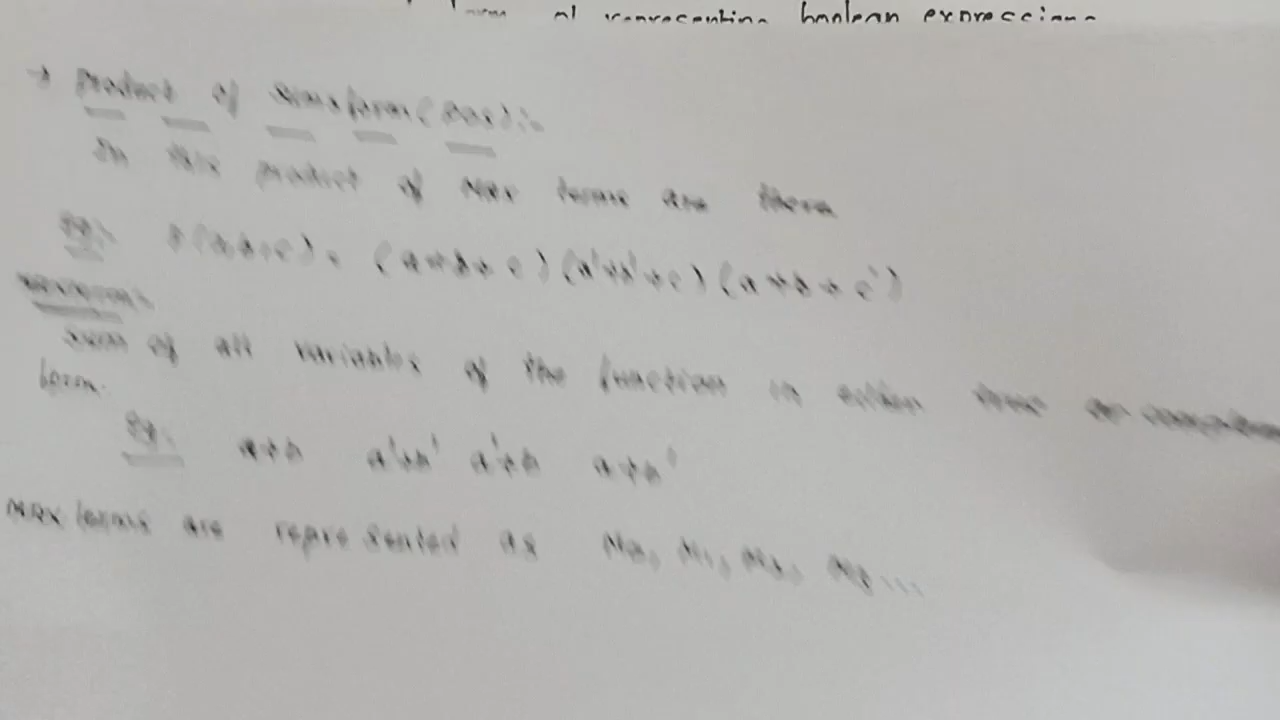 of representing boolean expressions
→ Product of Sums form (POS):-
In this product of Max terms are there
Eg:- F(a,b,c) = (a+b+c) (a'+b'+c) (a+b+c')
Maxterm:-
Sum of all variables of the function in either true or
form.
Eg:- a+b a'+b' a'+b a+b'
Max terms are represented as M0, M1, M2, M3...